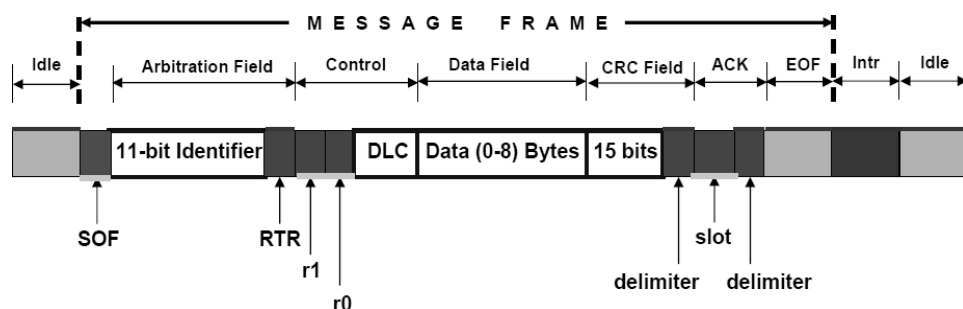 MESSAGE FRAME
Idle Arbitration Field Control Data Field CRC Field ACK EOF Intr Idle
11-bit Identifier DLC Data (0-8) Bytes 15 bits
SOF RTR slot
r1 delimiter delimiter
r0